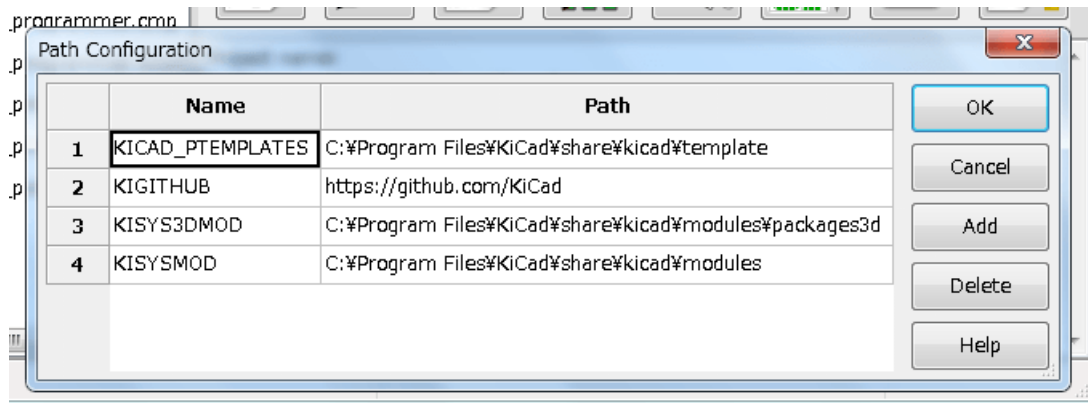 _programmer.cmp
Path Configuration
Name Path
1 KICAD_PTEMPLATES C:¥Program Files¥KiCad¥share¥kicad¥template
2 KIGITHUB https://github.com/KiCad
3 KISYS3DMOD C:¥Program Files¥KiCad¥share¥kicad¥modules¥packages3d
4 KISYSMOD C:¥Program Files¥KiCad¥share¥kicad¥modules
OK
Cancel
Add
Delete
Help